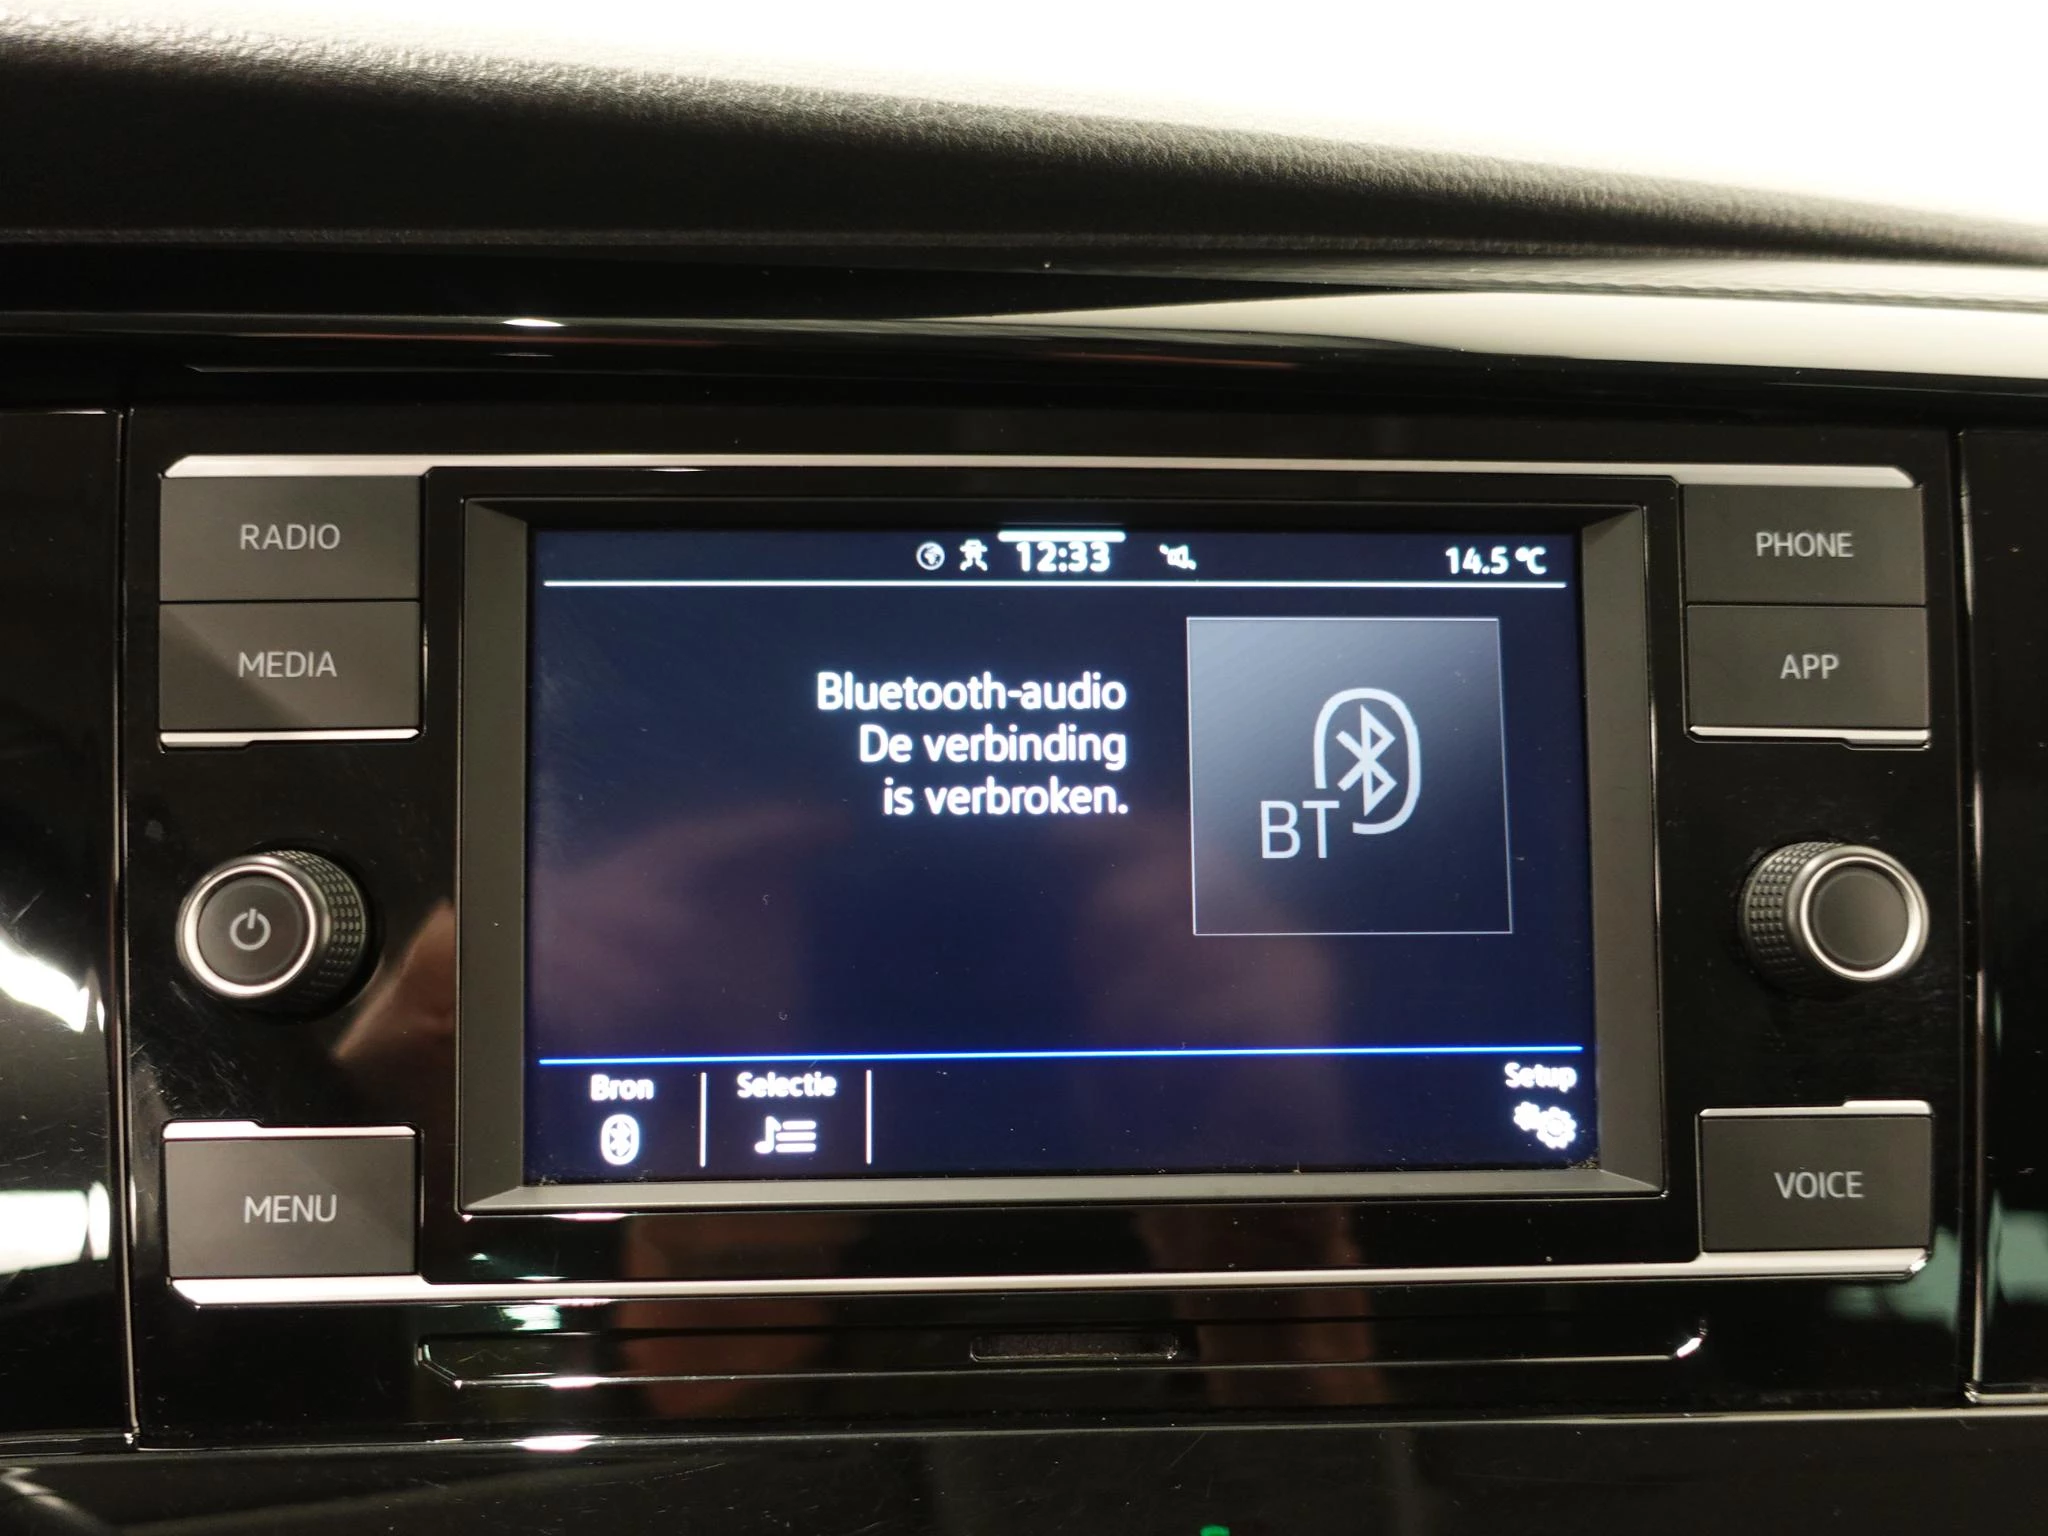 RADIO
MEDIA
MENU
12:33
14.5 °C
Bluetooth-audio
De verbinding
is verbroken.
BT
Bron
Selectie
Setup
PHONE
APP
VOICE